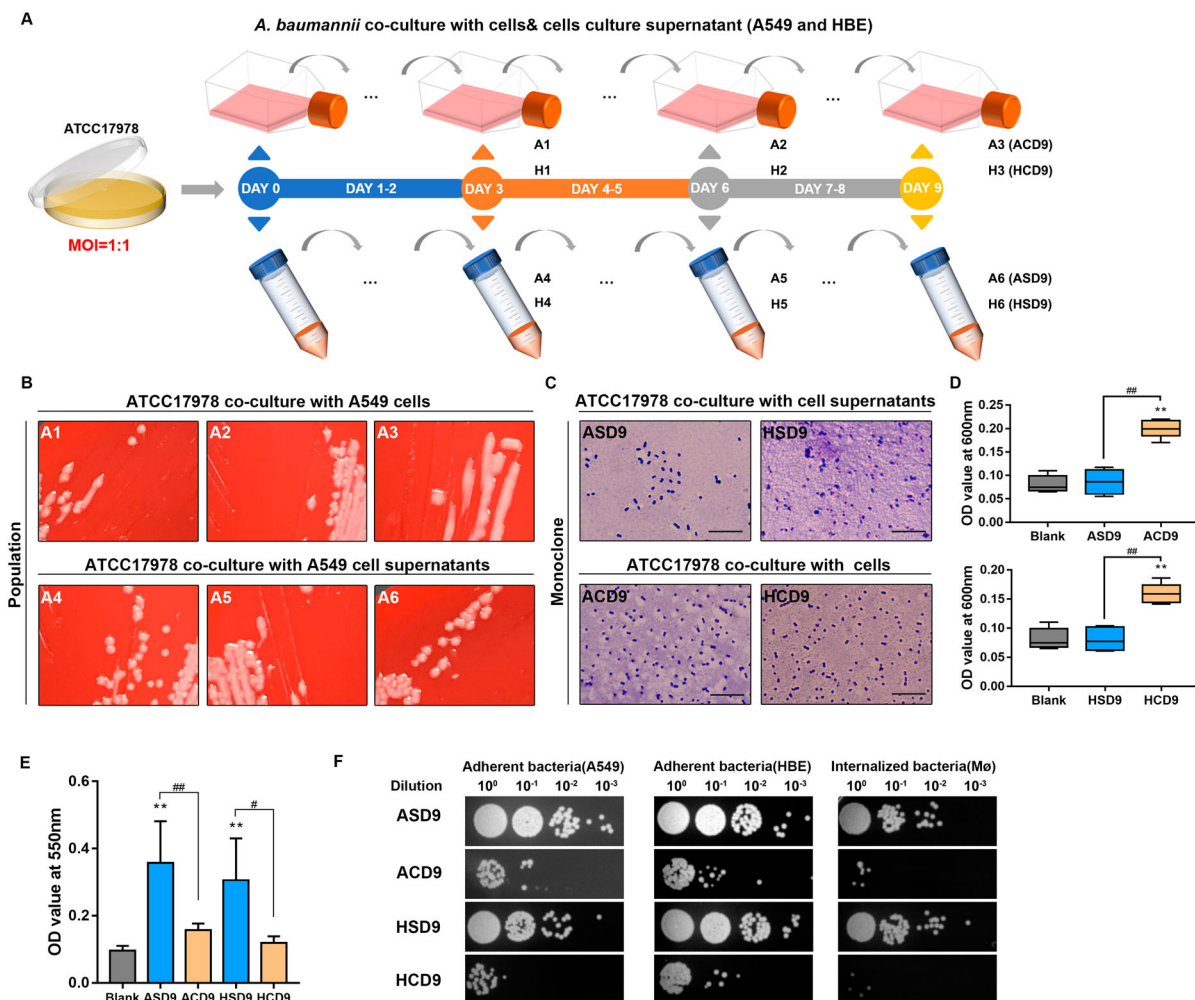 A
A. baumannii co-culture with cells& cells culture supernatant (A549 and HBE)
... ... ... ...
ATCC17978
MOI=1:1
A1
H1
A2
H2
A3 (ACD9)
H3 (HCD9)
DAY 0
DAY 1-2
DAY 3
DAY 4-5
DAY 6
DAY 7-8
DAY 9
... ... ...
A4
H4
A5
H5
A6 (ASD9)
H6 (HSD9)
B
ATCC17978 co-culture with A549 cells
Population
A1
A2
A3
ATCC17978 co-culture with A549 cell supernatants
A4
A5
A6
C
ATCC17978 co-culture with cell supernatants
Monoclone
ASD9
HSD9
ATCC17978 co-culture with cells
ACD9
HCD9
D
OD value at 600nm
0.20
0.15
0.10
0.05
0.00
##
**
Blank ASD9 ACD9
OD value at 600nm
0.20
0.15
0.10
0.05
0.00
##
**
Blank HSD9 HCD9
E
OD value at 550nm
0.6
0.4
0.2
0.0
**
##
**
#
Blank ASD9 ACD9 HSD9 HCD9
F
Adherent bacteria(A549) Adherent bacteria(HBE) Internalized bacteria(Mø)
Dilution 10⁰ 10⁻¹ 10⁻² 10⁻³ 10⁰ 10⁻¹ 10⁻² 10⁻³ 10⁰ 10⁻¹ 10⁻² 10⁻³
ASD9
ACD9
HSD9
HCD9